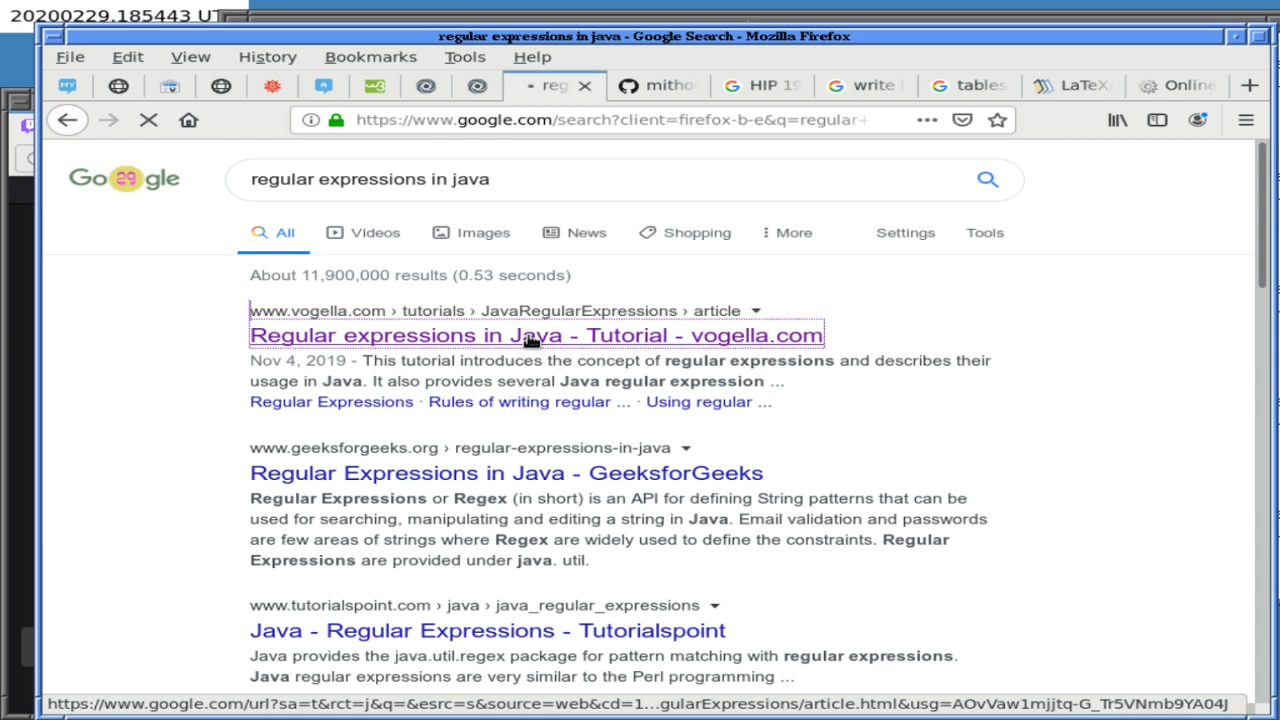 20200229.185443 UT
regular expressions in java - Google Search - Mozilla Firefox
File Edit View History Bookmarks Tools Help
reg mitho HIP 19 write tables LaTeX Online
https://www.google.com/search?client=firefox-b-e&q=regular+
Google 29
regular expressions in java
All Videos Images News Shopping More Settings Tools
About 11,900,000 results (0.53 seconds)
www.vogella.com › tutorials › JavaRegularExpressions › article
Regular expressions in Java - Tutorial - vogella.com
Nov 4, 2019 - This tutorial introduces the concept of regular expressions and describes their
usage in Java. It also provides several Java regular expression ...
Regular Expressions · Rules of writing regular ... · Using regular ...
www.geeksforgeeks.org › regular-expressions-in-java
Regular Expressions in Java - GeeksforGeeks
Regular Expressions or Regex (in short) is an API for defining String patterns that can be
used for searching, manipulating and editing a string in Java. Email validation and passwords
are few areas of strings where Regex are widely used to define the constraints. Regular
Expressions are provided under java. util.
www.tutorialspoint.com › java › java_regular_expressions
Java - Regular Expressions - Tutorialspoint
Java provides the java.util.regex package for pattern matching with regular expressions.
Java regular expressions are very similar to the Perl programming ...
https://www.google.com/url?sa=t&rct=j&q=&esrc=s&source=web&cd=1...gularExpressions/article.html&usg=AOvVaw1mjjtq-G_Tr5VNmb9YA04J